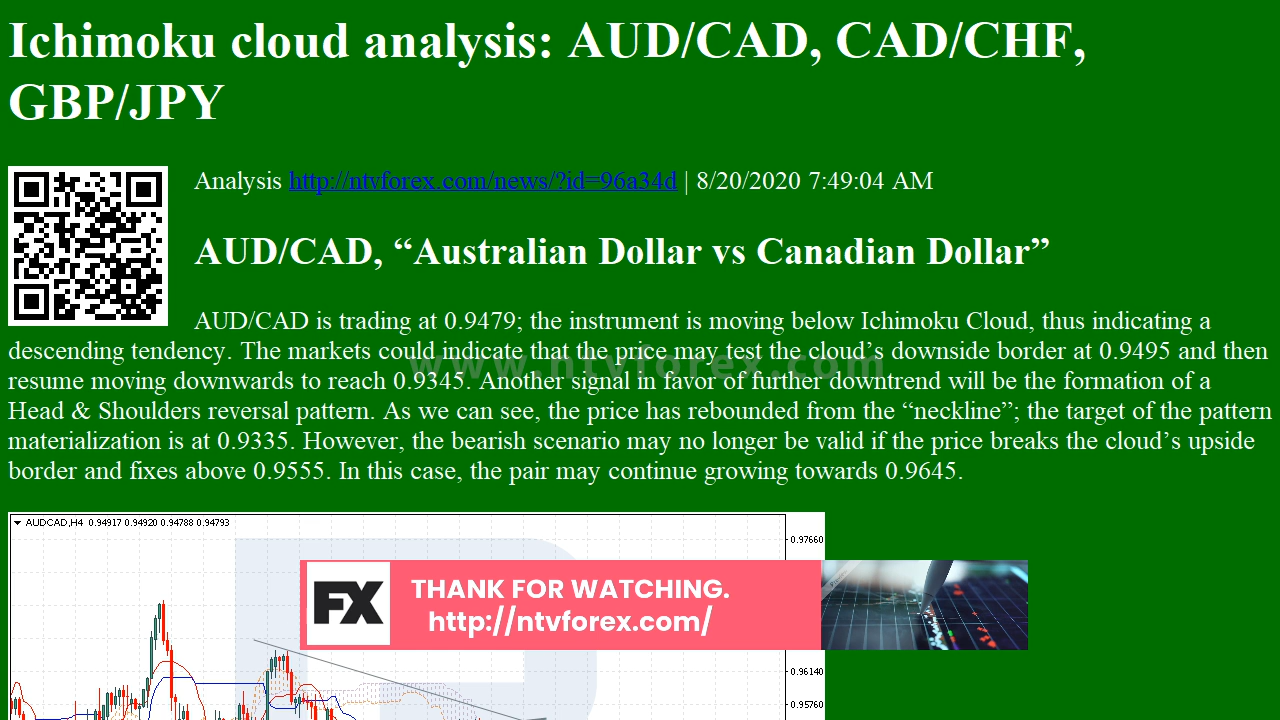 Ichimoku cloud analysis: AUD/CAD, CAD/CHF,
GBP/JPY
Analysis http://ntvforex.com/news/?id=96a34d | 8/20/2020 7:49:04 AM
AUD/CAD, “Australian Dollar vs Canadian Dollar”
AUD/CAD is trading at 0.9479; the instrument is moving below Ichimoku Cloud, thus indicating a
descending tendency. The markets could indicate that the price may test the cloud’s downside border at 0.9495 and then
www.ntvforex.com
resume moving downwards to reach 0.9345. Another signal in favor of further downtrend will be the formation of a
Head & Shoulders reversal pattern. As we can see, the price has rebounded from the “neckline”; the target of the pattern
materialization is at 0.9335. However, the bearish scenario may no longer be valid if the price breaks the cloud’s upside
border and fixes above 0.9555. In this case, the pair may continue growing towards 0.9645.
AUDCAD,H4 0.94917 0.94920 0.94788 0.94793
0.97660
FX
THANK FOR WATCHING.
http://ntvforex.com/
0.96140
0.95760